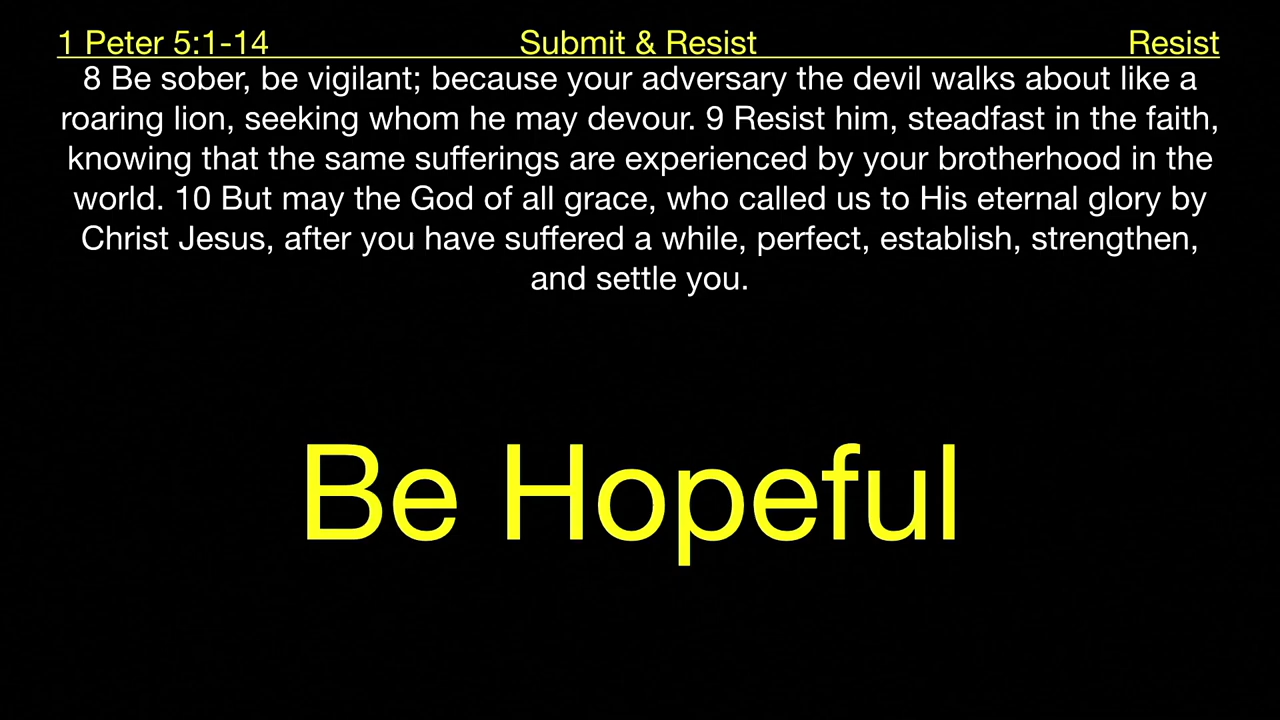 1 Peter 5:1-14 Submit & Resist Resist
8 Be sober, be vigilant; because your adversary the devil walks about like a
roaring lion, seeking whom he may devour. 9 Resist him, steadfast in the faith,
knowing that the same sufferings are experienced by your brotherhood in the
world. 10 But may the God of all grace, who called us to His eternal glory by
Christ Jesus, after you have suffered a while, perfect, establish, strengthen,
and settle you.
Be Hopeful